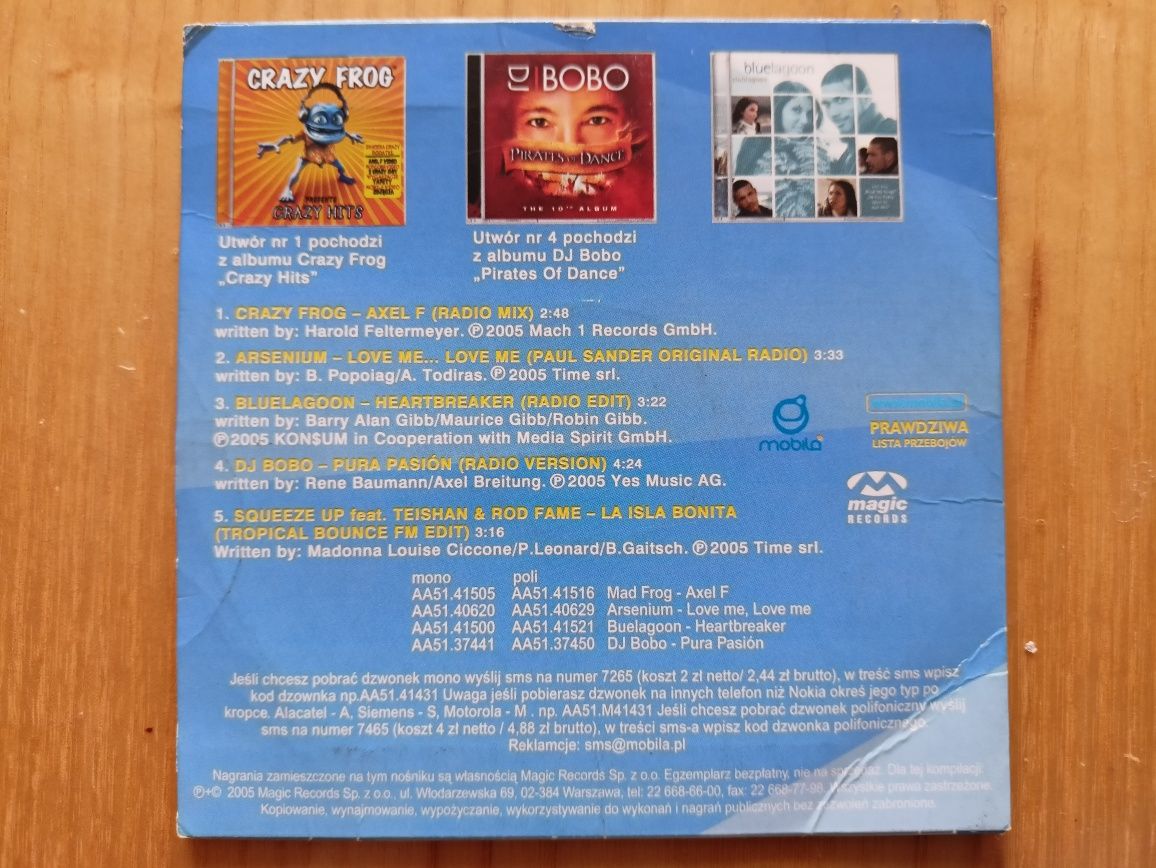 CRAZY FROG
PRESENTS
CRAZY HITS
DJ BOBO
PIRATES OF DANCE
THE 10TH ALBUM
bluelagoon
Utwór nr 1 pochodzi
z albumu Crazy Frog
„Crazy Hits”
Utwór nr 4 pochodzi
z albumu DJ Bobo
„Pirates Of Dance”
1. CRAZY FROG – AXEL F (RADIO MIX) 2:48
written by: Harold Feltermeyer. Ⓟ 2005 Mach 1 Records GmbH.
2. ARSENIUM – LOVE ME... LOVE ME (PAUL SANDER ORIGINAL RADIO) 3:33
written by: B. Popoiag/A. Todiras. Ⓟ 2005 Time srl.
3. BLUELAGOON – HEARTBREAKER (RADIO EDIT) 3:22
written by: Barry Alan Gibb/Maurice Gibb/Robin Gibb.
Ⓟ2005 KON$UM in Cooperation with Media Spirit GmbH.
mobila
PRAWDZIWA
LISTA PRZEBOJÓW
4. DJ BOBO – PURA PASIÓN (RADIO VERSION) 4:24
written by: Rene Baumann/Axel Breitung. Ⓟ 2005 Yes Music AG.
magic
RECORDS
5. SQUEEZE UP feat. TEISHAN & ROD FAME – LA ISLA BONITA
(TROPICAL BOUNCE FM EDIT) 3:16
Written by: Madonna Louise Ciccone/P.Leonard/B.Gaitsch. Ⓟ 2005 Time srl.
mono poli
AA51.41505 AA51.41516 Mad Frog - Axel F
AA51.40620 AA51.40629 Arsenium - Love me, Love me
AA51.41500 AA51.41521 Buelagoon - Heartbreaker
AA51.37441 AA51.37450 DJ Bobo - Pura Pasión
Jeśli chcesz pobrać dzwonek mono wyślij sms na numer 7265 (koszt 2 zl netto/ 2,44 zł brutto), w treść sms wpisz
kod dzownka np.AA51.41431 Uwaga jeśli pobierasz dzwonek na innych telefon niż Nokia okreś jego typ po
kropce. Alacatel - A, Siemens - S, Motorola - M . np. AA51.M41431 Jeśli chcesz pobrać dzwonek polifoniczny wyślij
sms na numer 7465 (koszt 4 zl netto / 4,88 zł brutto), w treści sms-a wpisz kod dzwonka polifonicznego.
Reklamcje: sms@mobila.pl
Nagrania zamieszczone na tym nośniku są własnością Magic Records Sp. z o.o. Egzemplarz bezpłatny, nie na sprzedaż. Dla tej kompilacji:
Ⓟ+© 2005 Magic Records Sp. z o.o., ul. Włodarzewska 69, 02-384 Warszawa, tel: 22 668-66-00, fax: 22 668-77-98. Wszystkie prawa zastrzeżone.
Kopiowanie, wynajmowanie, wypożyczanie, wykorzystywanie do wykonań i nagrań publicznych bez zezwoleń zabronione.